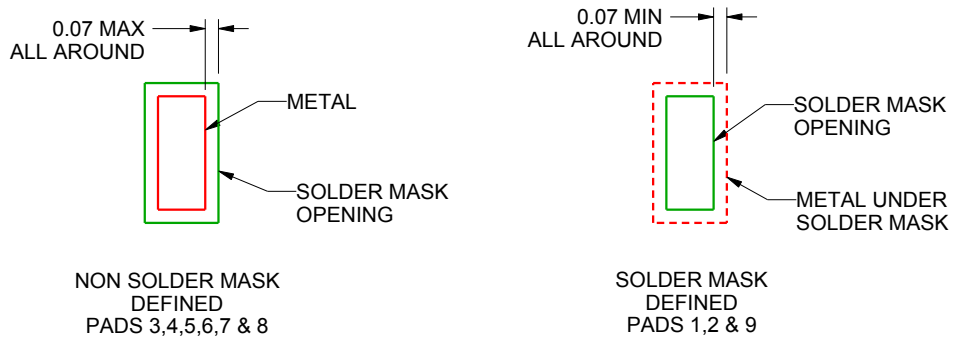 0.07 MAX
ALL AROUND
METAL
SOLDER MASK
OPENING
NON SOLDER MASK
DEFINED
PADS 3,4,5,6,7 & 8
0.07 MIN
ALL AROUND
SOLDER MASK
OPENING
METAL UNDER
SOLDER MASK
SOLDER MASK
DEFINED
PADS 1,2 & 9